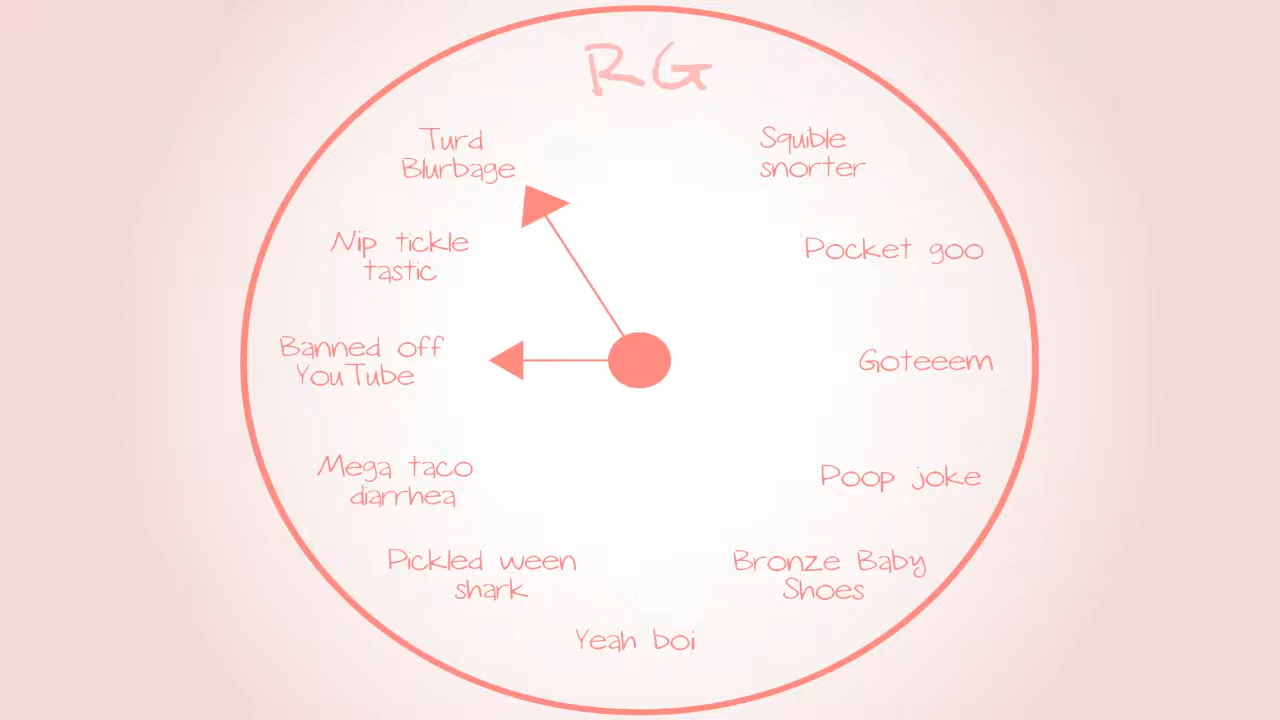 RG
Squible
snorter
Pocket goo
Goteeem
Poop joke
Bronze Baby
Shoes
Yeah boi
Pickled ween
shark
Mega taco
diarrhea
Banned off
YouTube
Nip tickle
tastic
Turd
Blurbage